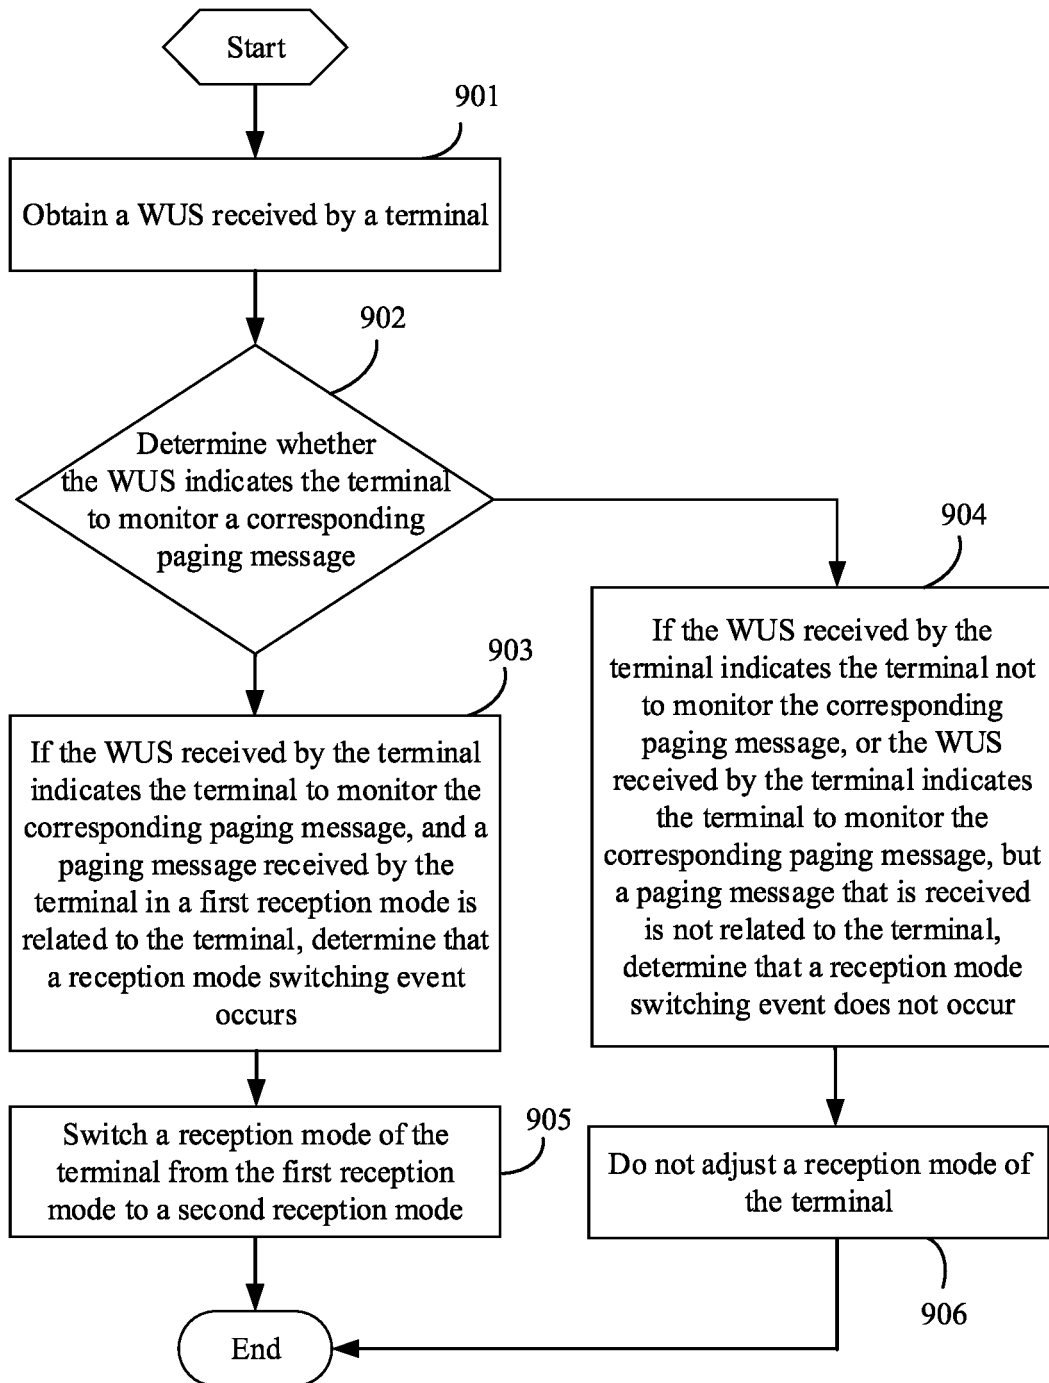 Start
901
Obtain a WUS received by a terminal
902
Determine whether
the WUS indicates the terminal
to monitor a corresponding
paging message
903
If the WUS received by the terminal
indicates the terminal to monitor the
corresponding paging message, and a
paging message received by the
terminal in a first reception mode is
related to the terminal, determine that
a reception mode switching event
occurs
904
If the WUS received by the
terminal indicates the terminal not
to monitor the corresponding
paging message, or the WUS
received by the terminal indicates
the terminal to monitor the
corresponding paging message, but
a paging message that is received
is not related to the terminal,
determine that a reception mode
switching event does not occur
905
Switch a reception mode of the
terminal from the first reception
mode to a second reception mode
Do not adjust a reception mode of
the terminal
906
End